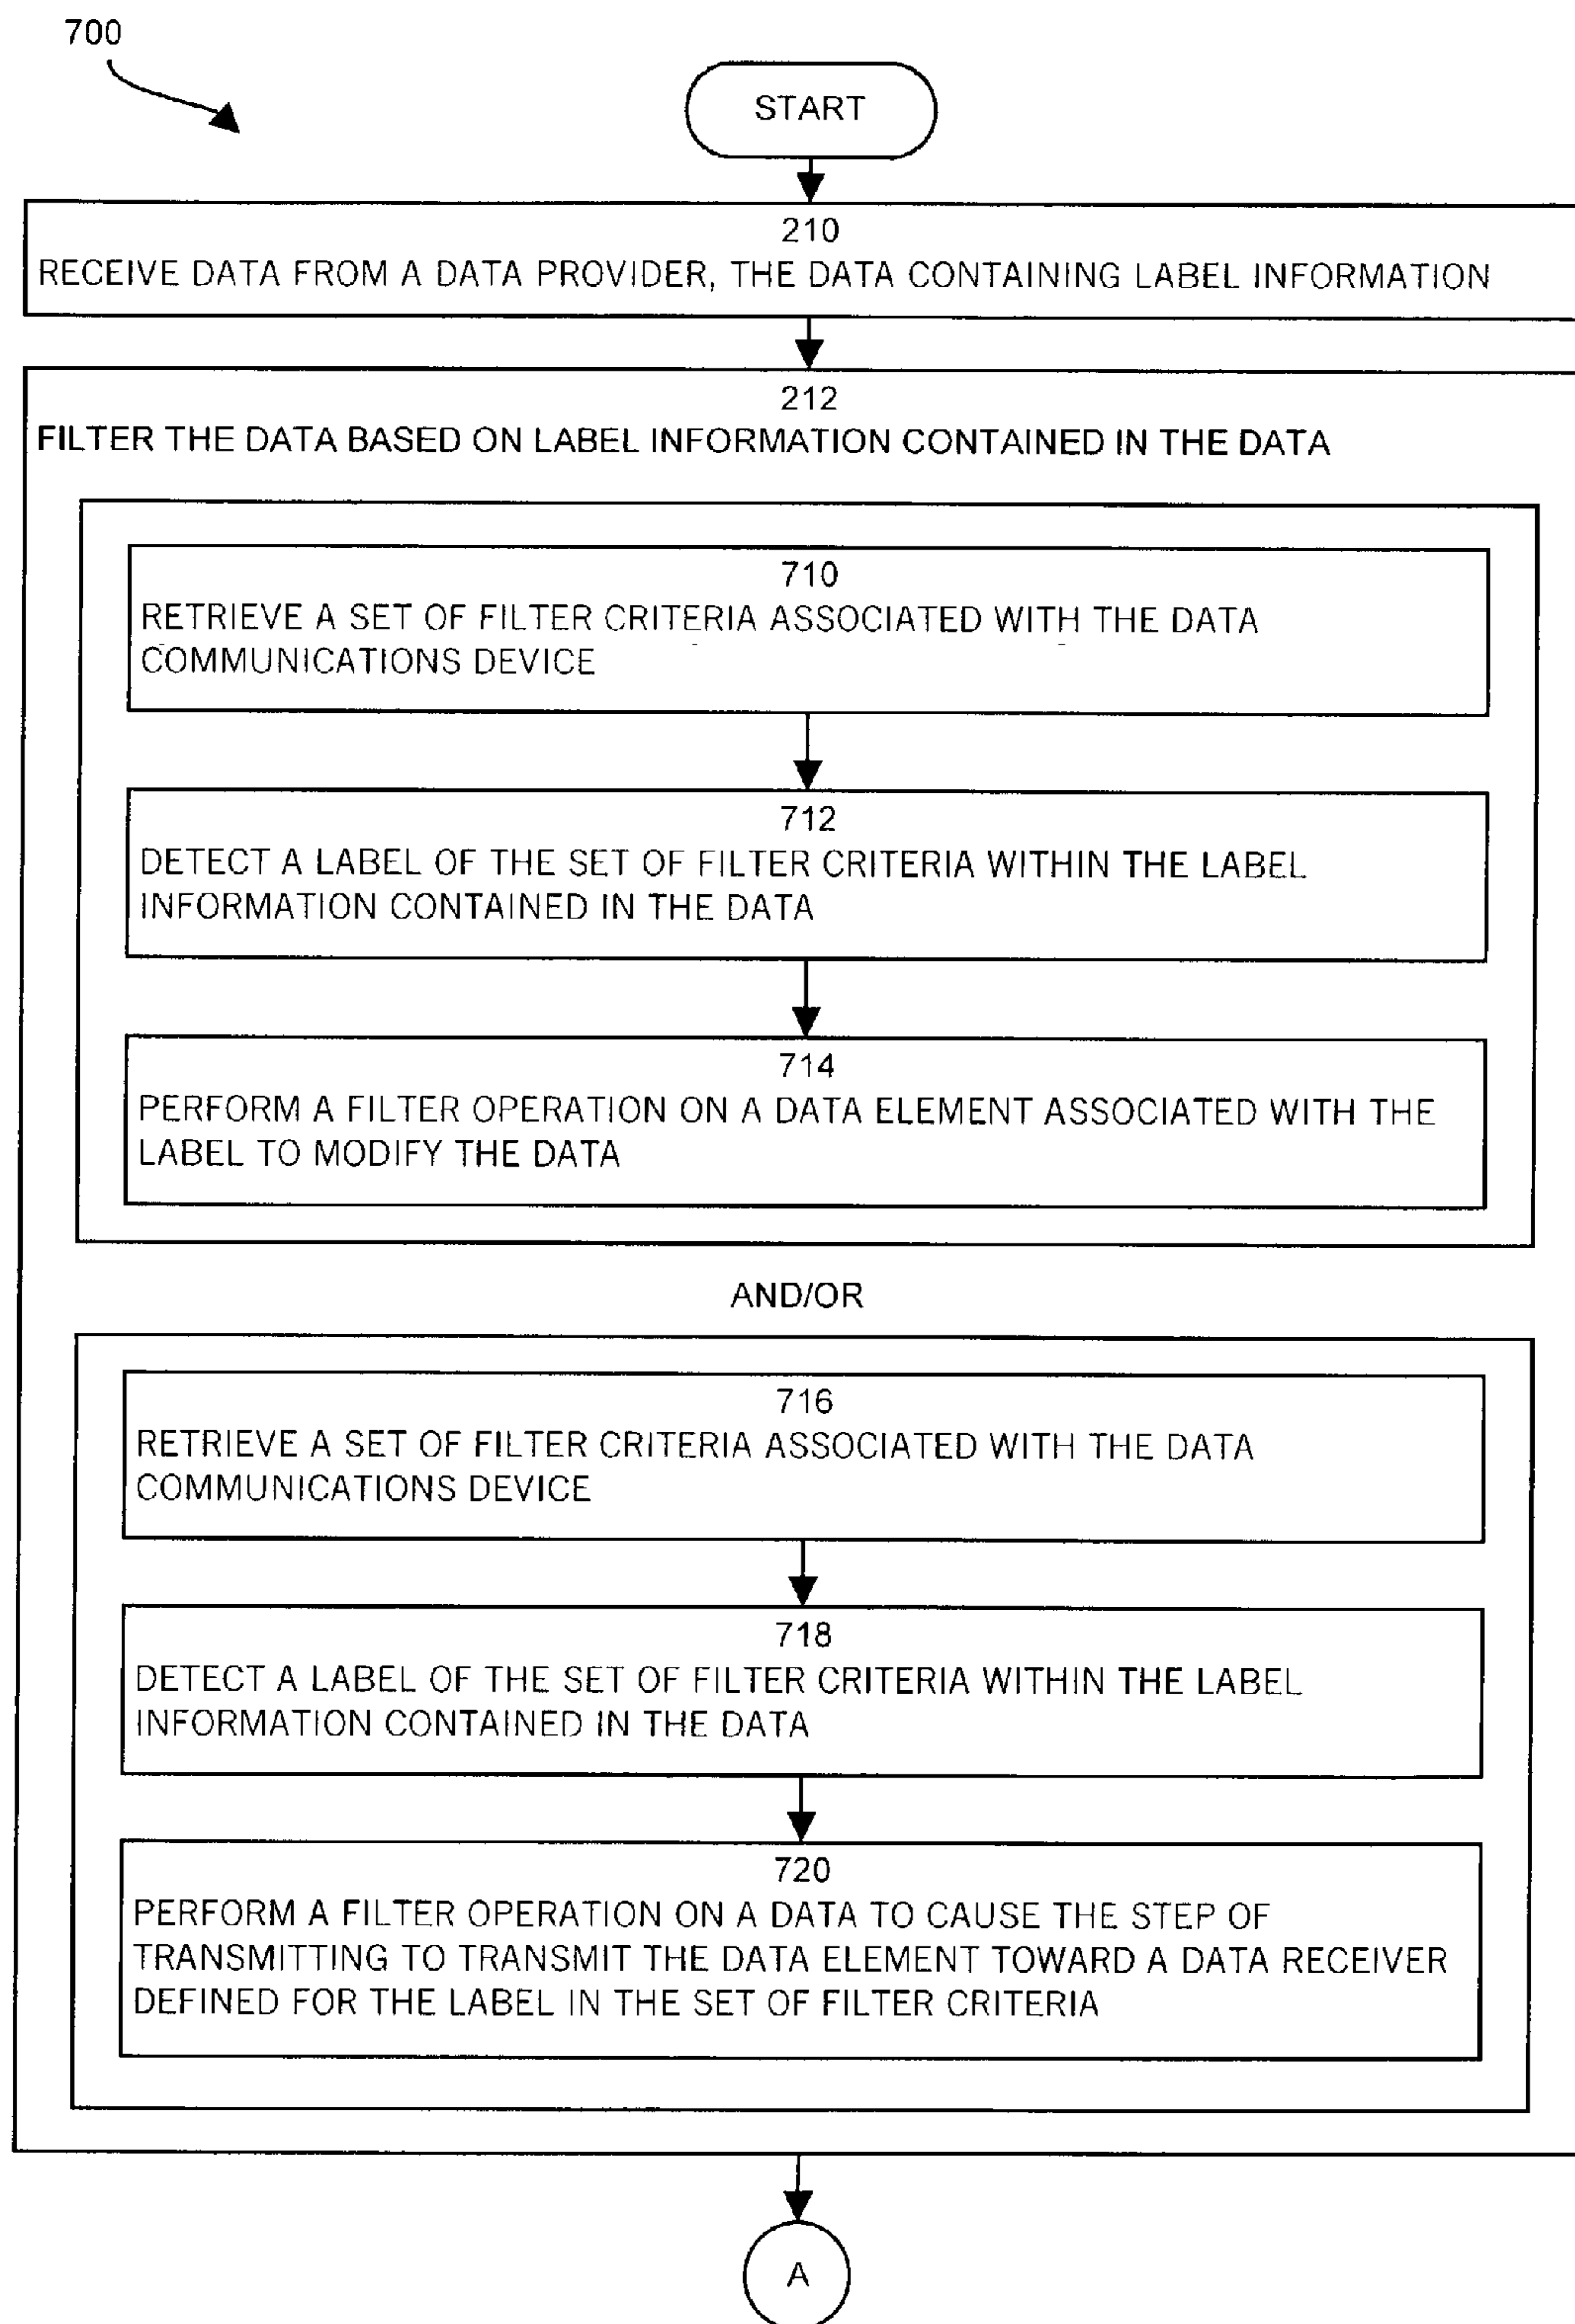 700
START
210
RECEIVE DATA FROM A DATA PROVIDER, THE DATA CONTAINING LABEL INFORMATION
212
FILTER THE DATA BASED ON LABEL INFORMATION CONTAINED IN THE DATA
710
RETRIEVE A SET OF FILTER CRITERIA ASSOCIATED WITH THE DATA
COMMUNICATIONS DEVICE
712
DETECT A LABEL OF THE SET OF FILTER CRITERIA WITHIN THE LABEL
INFORMATION CONTAINED IN THE DATA
714
PERFORM A FILTER OPERATION ON A DATA ELEMENT ASSOCIATED WITH THE
LABEL TO MODIFY THE DATA
AND/OR
716
RETRIEVE A SET OF FILTER CRITERIA ASSOCIATED WITH THE DATA
COMMUNICATIONS DEVICE
718
DETECT A LABEL OF THE SET OF FILTER CRITERIA WITHIN THE LABEL
INFORMATION CONTAINED IN THE DATA
720
PERFORM A FILTER OPERATION ON A DATA TO CAUSE THE STEP OF
TRANSMITTING TO TRANSMIT THE DATA ELEMENT TOWARD A DATA RECEIVER
DEFINED FOR THE LABEL IN THE SET OF FILTER CRITERIA
A